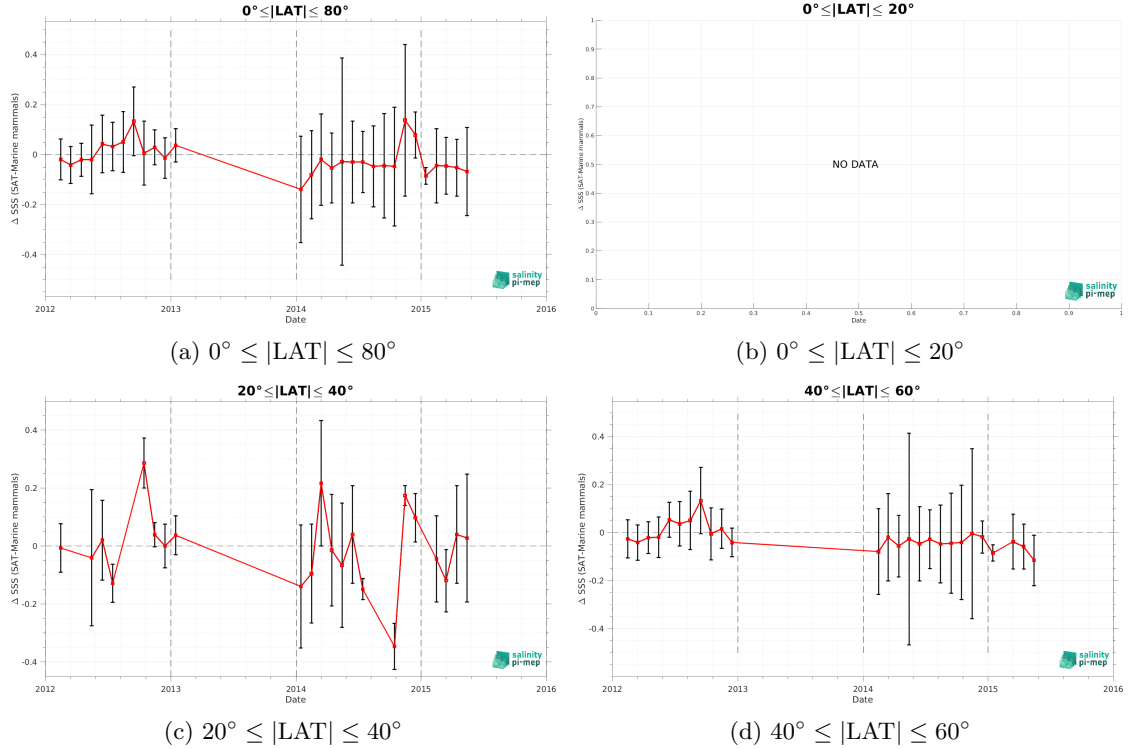 0°≤|LAT|≤ 80°
0.4
0.2
0
-0.2
-0.4
Δ SSS (SAT-Marine mammals)
2012
2013
2014
2015
2016
Date
salinity
pi-mep
(a) 0° ≤ |LAT| ≤ 80°
0°≤|LAT|≤ 20°
1
0.9
0.8
0.7
0.6
0.5
0.4
0.3
0.2
0.1
0
Δ SSS (SAT-Marine mammals)
NO DATA
0
0.1
0.2
0.3
0.4
0.5
0.6
0.7
0.8
0.9
1
Date
salinity
pi-mep
(b) 0° ≤ |LAT| ≤ 20°
20°≤|LAT|≤ 40°
0.4
0.2
0
-0.2
-0.4
Δ SSS (SAT-Marine mammals)
2012
2013
2014
2015
2016
Date
salinity
pi-mep
(c) 20° ≤ |LAT| ≤ 40°
40°≤|LAT|≤ 60°
0.4
0.2
0
-0.2
-0.4
Δ SSS (SAT-Marine mammals)
2012
2013
2014
2015
2016
Date
salinity
pi-mep
(d) 40° ≤ |LAT| ≤ 60°